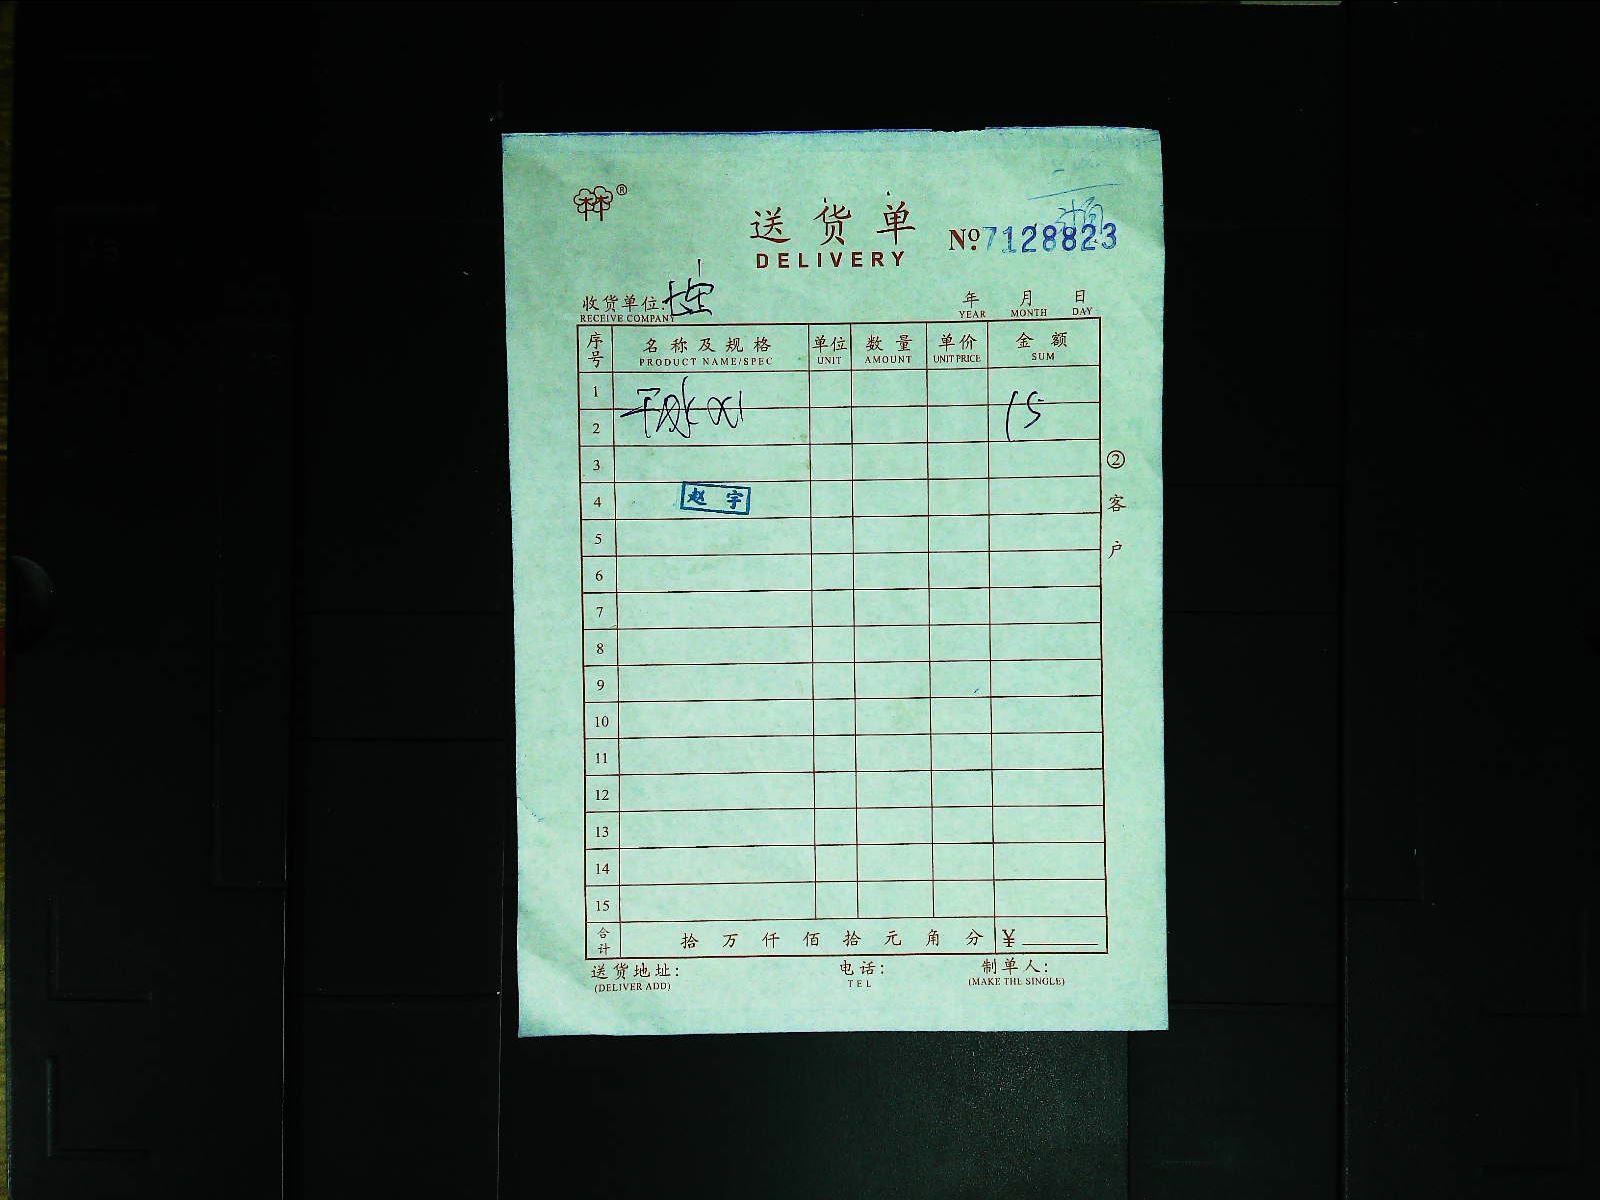 ®
送货单
DELIVERY
№ 7128823
收货单位:
RECEIVE COMPANY
年 月 日
YEAR MONTH DAY
序号 名称及规格 单位 数量 单价 金额
PRODUCT NAME/SPEC UNIT AMOUNT UNIT PRICE SUM
1
15
2
3
4 赵宇
5
6
7
8
9
10
11
12
13
14
15
② 客户
合计 拾 万 仟 佰 拾 元 角 分 ¥
送货地址: 电话: 制单人:
(DELIVER ADD) TEL (MAKE THE SINGLE)